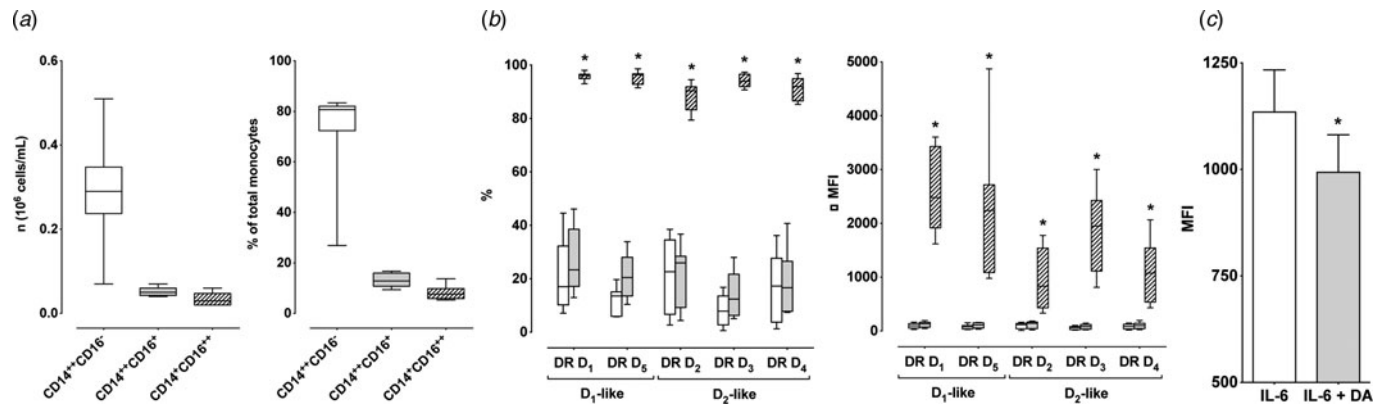 (a)
(b)
(c)
n (10⁶ cells/mL)
0.6
0.4
0.2
0.0
CD14⁺⁺CD16⁻
CD14⁺⁺CD16⁺
CD14⁺CD16⁺⁺
% of total monocytes
100
80
60
40
20
0
CD14⁺⁺CD16⁻
CD14⁺⁺CD16⁺
CD14⁺CD16⁺⁺
%
100
80
60
40
20
0
* * * * *
DR D₁ DR D₅ DR D₂ DR D₃ DR D₄
D₁-like D₂-like
▯ MFI
5000
4000
3000
2000
1000
0
* * * * *
DR D₁ DR D₅ DR D₂ DR D₃ DR D₄
D₁-like D₂-like
MFI
1250
1000
750
500
*
IL-6 IL-6 + DA